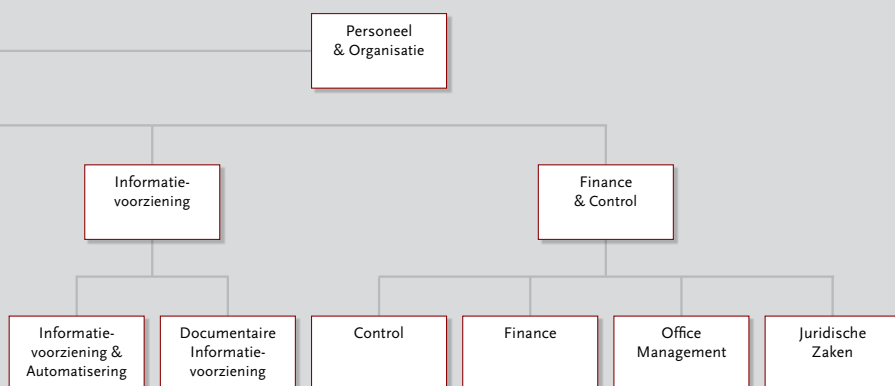 Personeel
& Organisatie
Informatie-
voorziening
Finance
& Control
Informatie-
voorziening &
Automatisering
Documentaire
Informatie-
voorziening
Control
Finance
Office
Management
Juridische
Zaken